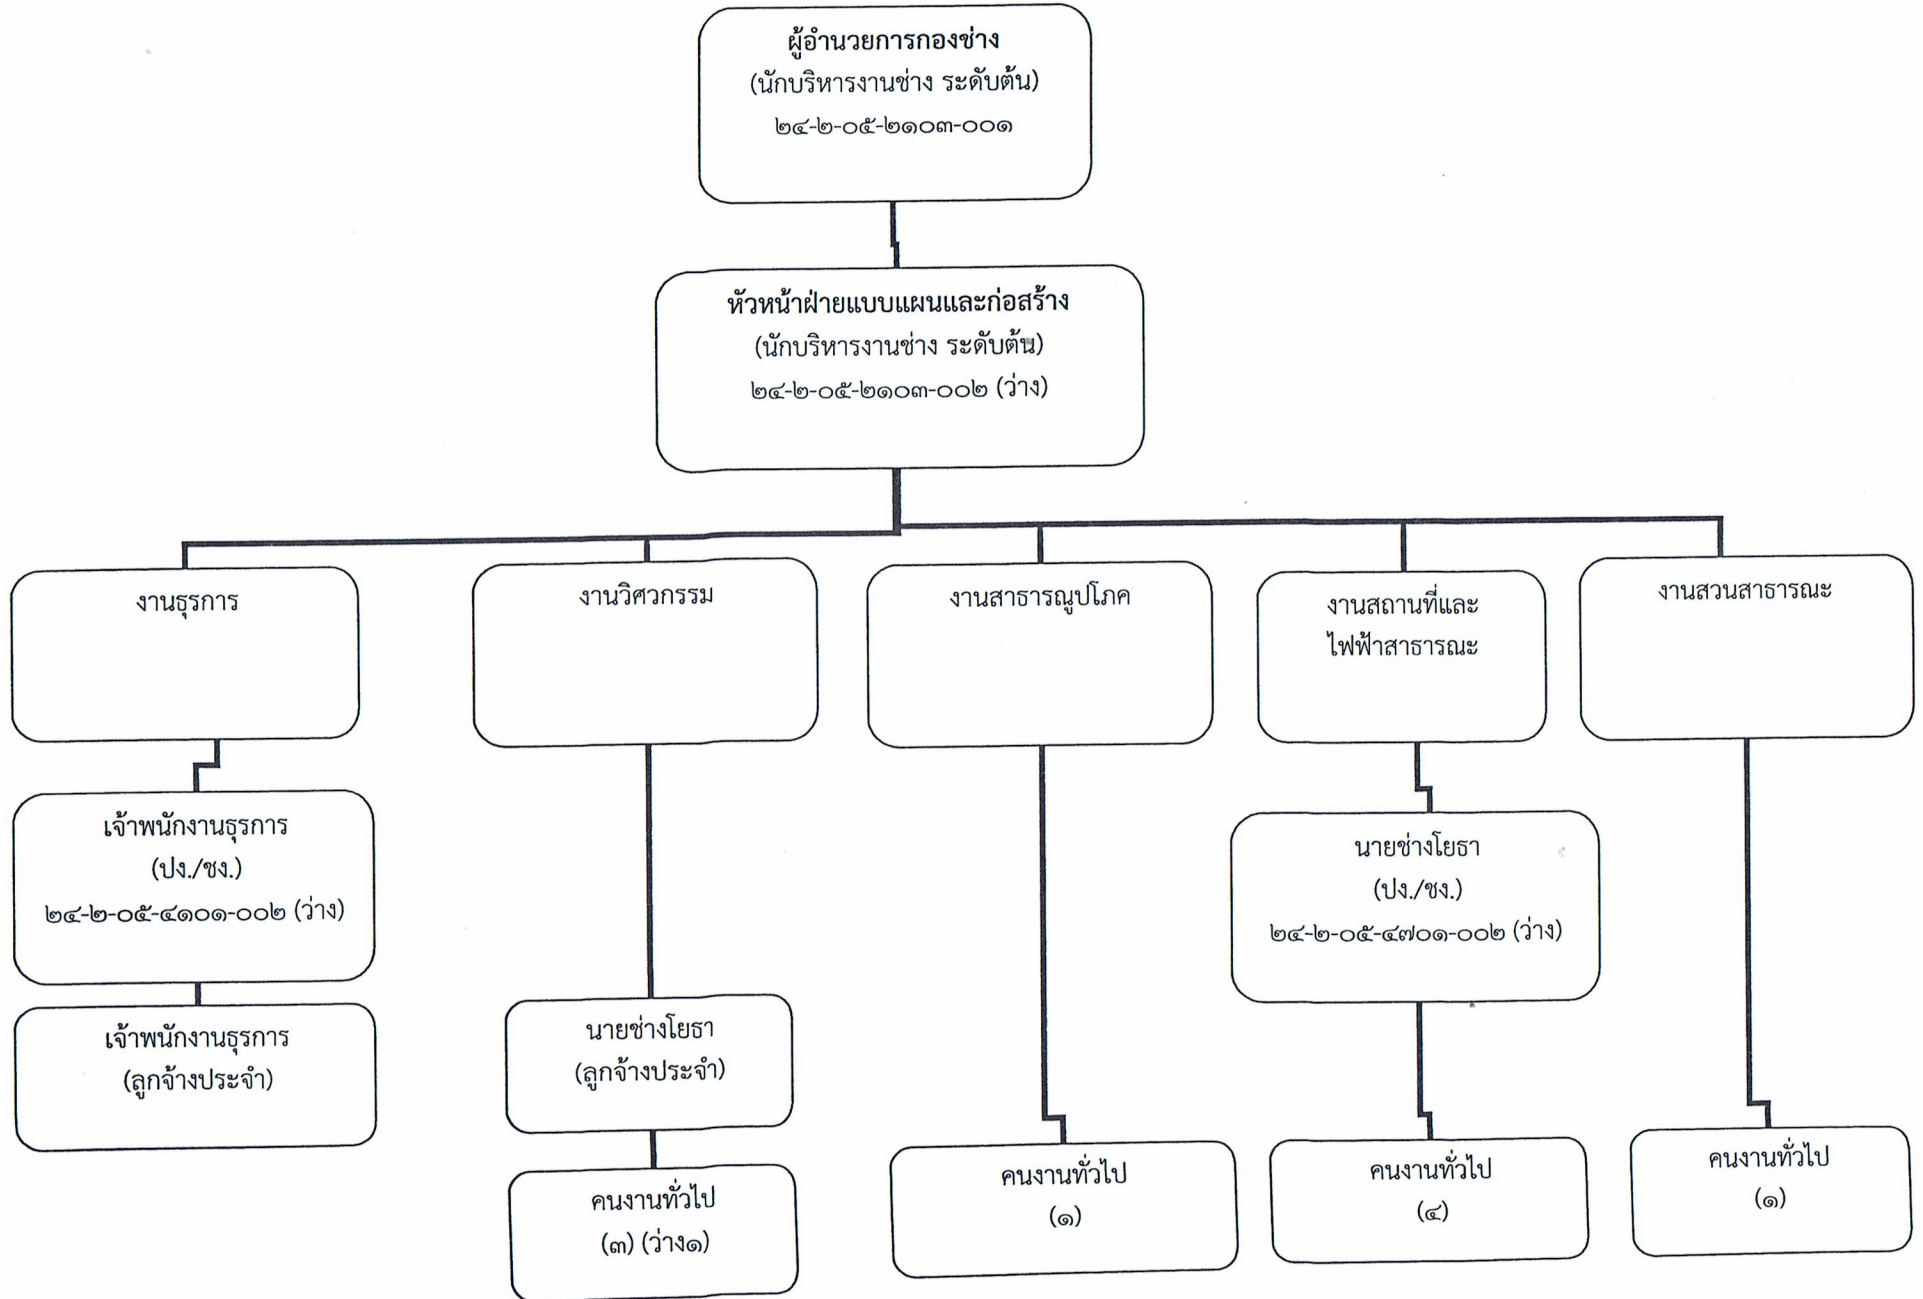 ผู้อำนวยการกองช่าง
(นักบริหารงานช่าง ระดับต้น)
๒๔-๒-๐๕-๒๑๐๓-๐๐๑
หัวหน้าฝ่ายแบบแผนและก่อสร้าง
(นักบริหารงานช่าง ระดับต้น)
๒๔-๒-๐๕-๒๑๐๓-๐๐๒ (ว่าง)
งานธุรการ
งานวิศวกรรม
งานสาธารณูปโภค
งานสถานที่และ
ไฟฟ้าสาธารณะ
งานสวนสาธารณะ
เจ้าพนักงานธุรการ
(ปง./ชง.)
๒๔-๒-๐๕-๔๑๐๑-๐๐๒ (ว่าง)
นายช่างโยธา
(ปง./ชง.)
๒๔-๒-๐๕-๔๗๐๑-๐๐๒ (ว่าง)
เจ้าพนักงานธุรการ
(ลูกจ้างประจำ)
นายช่างโยธา
(ลูกจ้างประจำ)
คนงานทั่วไป
(๓) (ว่าง๑)
คนงานทั่วไป
(๑)
คนงานทั่วไป
(๔)
คนงานทั่วไป
(๑)